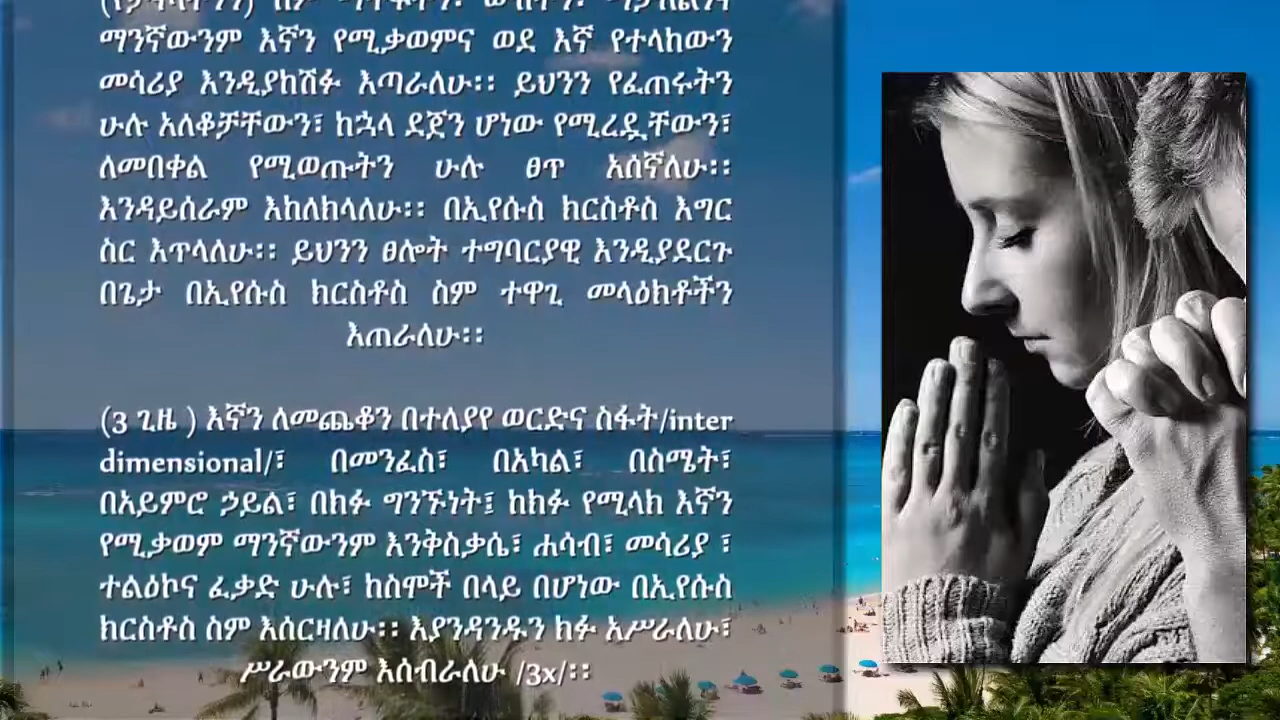 ማንኛውንም እኛን የሚቃወምና ወደ እኛ የተላከውን
መሳሪያ እንዲያከሽፉ እጣራለሁ፡፡ ይህንን የፈጠሩትን
ሁሉ አለቆቻቸውን፣ ከኋላ ደጀን ሆነው የሚረዷቸውን፣
ለመበቀል የሚወጡትን ሁሉ ፀጥ አሰኛለሁ፡፡
እንዳይሰራም እከለክላለሁ፡፡ በኢየሱስ ክርስቶስ እግር
ስር እጥላለሁ፡፡ ይህንን ፀሎት ተግባርያዊ እንዲያደርጉ
በጌታ በኢየሱስ ክርስቶስ ስም ተዋጊ መላዕክቶችን
እጠራለሁ፡፡
(3 ጊዜ ) እኛን ለመጨቆን በተለያየ ወርድና ስፋት/inter
dimensional/፣ በመንፈስ፣ በአካል፣ በስሜት፣
በአይምሮ ኃይል፣ በክፉ ግንኙነት፤ ከክፉ የሚላክ እኛን
የሚቃወም ማንኛውንም እንቅስቃሴ፣ ሐሳብ፣ መሳሪያ ፣
ተልዕኮና ፈቃድ ሁሉ፣ ከስሞች በላይ በሆነው በኢየሱስ
ክርስቶስ ስም እሰርዛለሁ፡፡ እያንዳንዱን ክፉ አሥራለሁ፣
ሥራውንም እሰብራለሁ /3x/፡፡